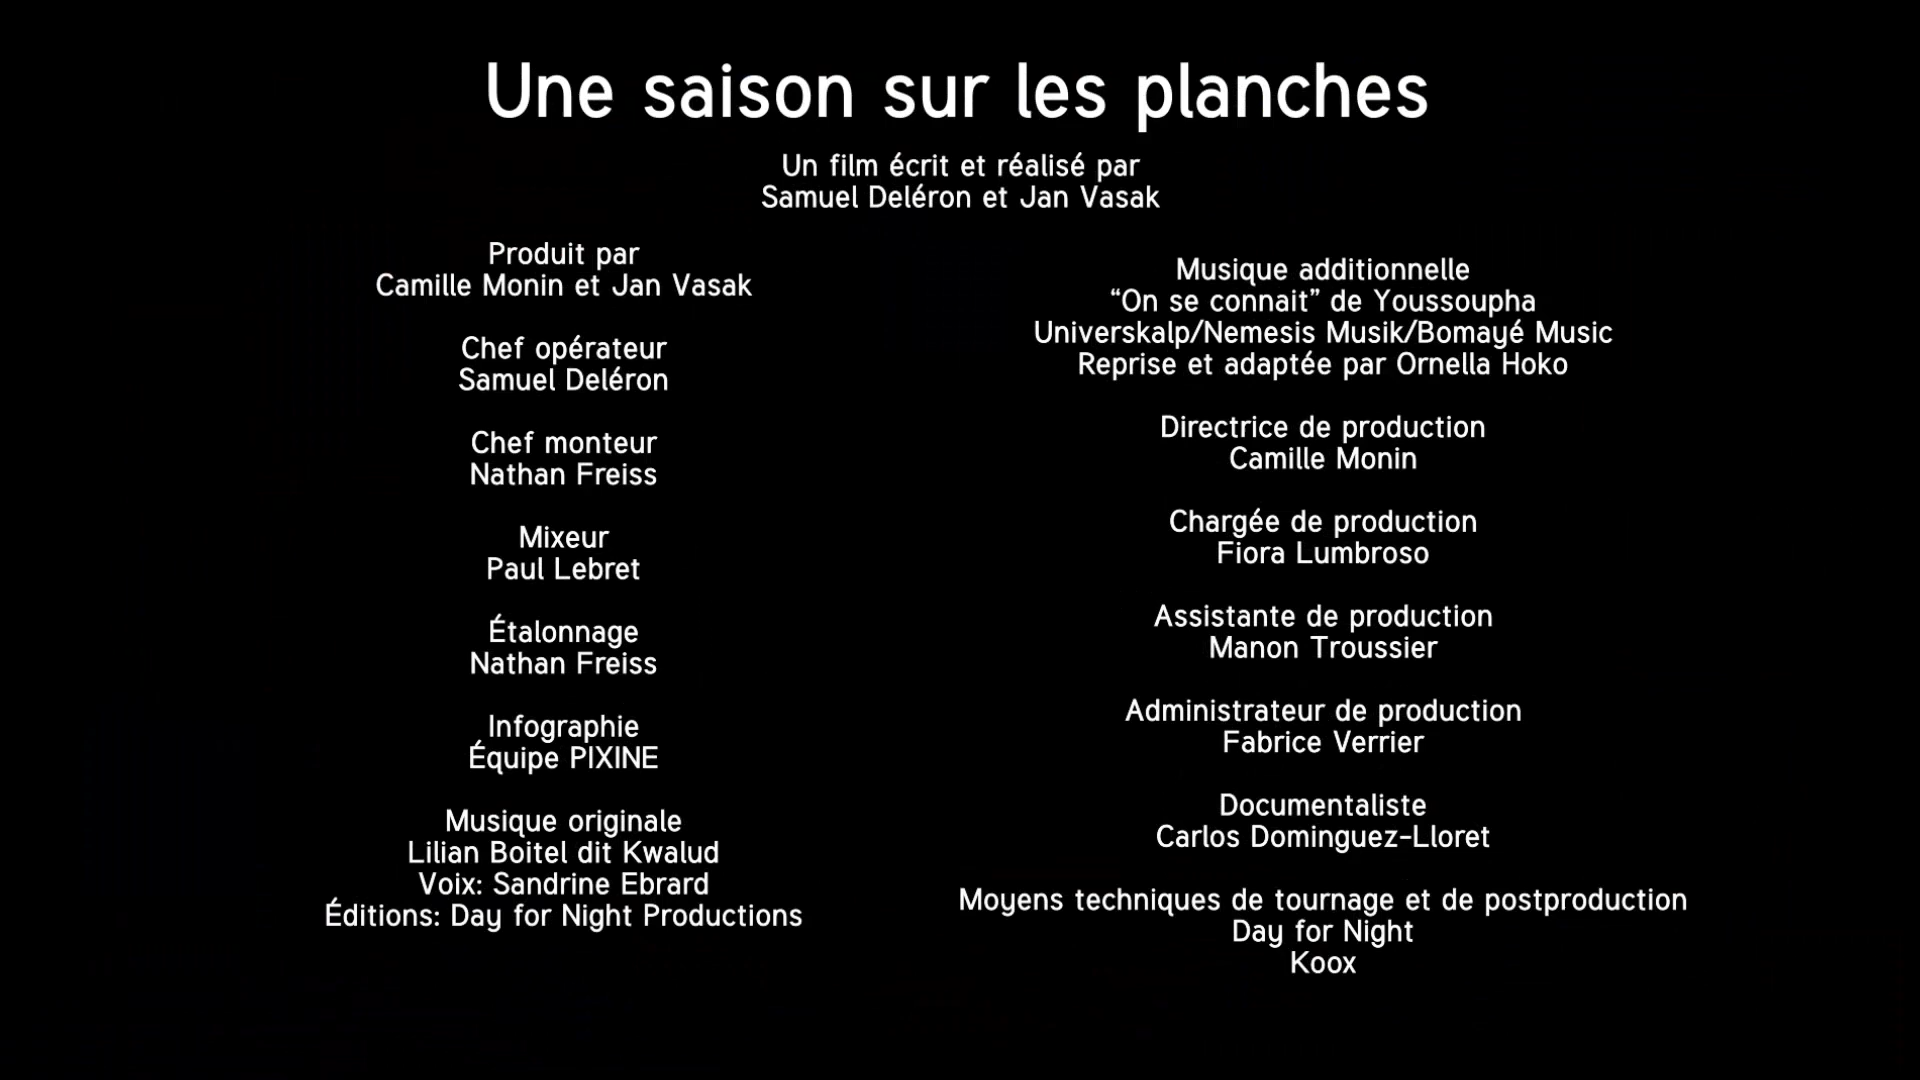 Une saison sur les planches
Un film écrit et réalisé par
Samuel Deléron et Jan Vasak
Produit par
Camille Monin et Jan Vasak
Chef opérateur
Samuel Deléron
Chef monteur
Nathan Freiss
Mixeur
Paul Lebret
Étalonnage
Nathan Freiss
Infographie
Équipe PIXINE
Musique originale
Lilian Boitel dit Kwalud
Voix: Sandrine Ebrard
Éditions: Day for Night Productions
Musique additionnelle
“On se connait” de Youssoupha
Universkalp/Nemesis Musik/Bomayé Music
Reprise et adaptée par Ornella Hoko
Directrice de production
Camille Monin
Chargée de production
Fiora Lumbroso
Assistante de production
Manon Troussier
Administrateur de production
Fabrice Verrier
Documentaliste
Carlos Dominguez-Lloret
Moyens techniques de tournage et de postproduction
Day for Night
Koox